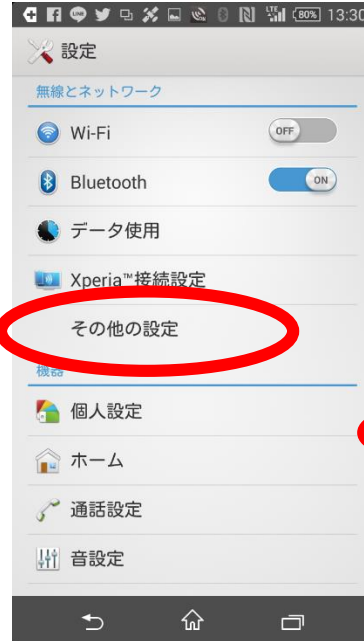 LTE 80% 13:30
設定
無線とネットワーク
Wi-Fi OFF
Bluetooth ON
データ使用
Xperia™接続設定
その他の設定
機器
個人設定
ホーム
通話設定
音設定